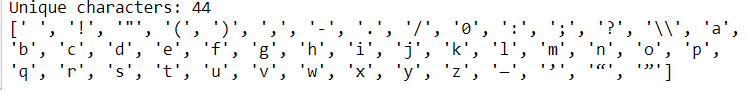 Unique characters: 44
[' ', '!', '"', '(', ')', ',', '-', '.', '/', '0', ':', ';', '?', '\\', 'a',
'b', 'c', 'd', 'e', 'f', 'g', 'h', 'i', 'j', 'k', 'l', 'm', 'n', 'o', 'p',
'q', 'r', 's', 't', 'u', 'v', 'w', 'x', 'y', 'z', '—', '’', '“', '”']